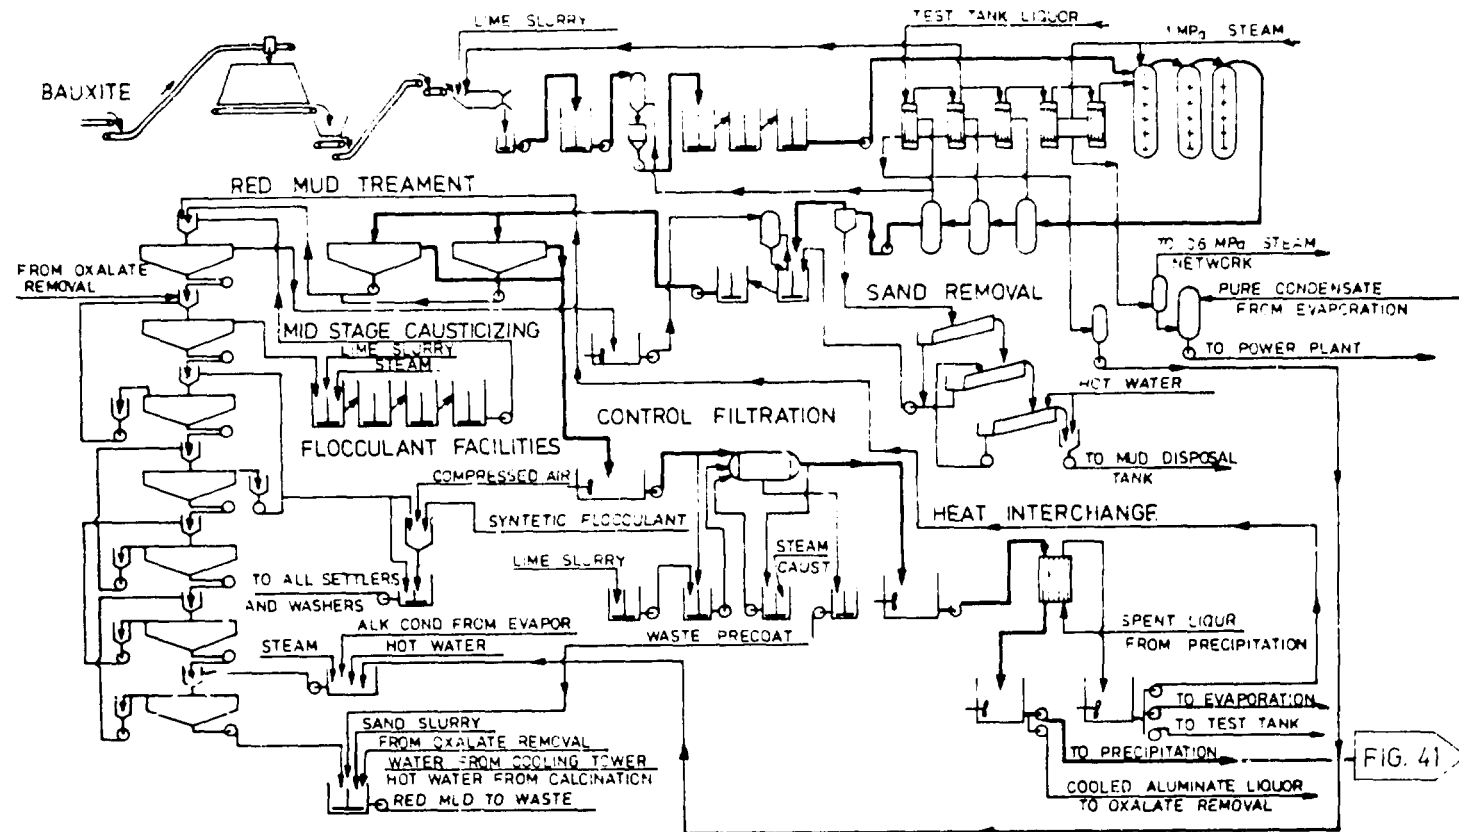 LIME SLURRY
TEST TANK LIQUOR
1 MPa STEAM
BAUXITE
RED MUD TREAMENT
TO 06 MPa STEAM
NETWORK
FROM OXALATE
REMOVAL
SAND REMOVAL
PURE CONDENSATE
FROM EVAPORATION
MID STAGE CAUSTICIZING
LIME SLURRY
STEAM
TO POWER PLANT
HOT WATER
CONTROL FILTRATION
FLOCCULANT FACILITIES
TO MUD DISPOSAL
TANK
COMPRESSED AIR
SYNTETIC FLOCCULANT
HEAT INTERCHANGE
LIME SLURRY
STEAM
CAUST
TO ALL SETTLERS
AND WASHERS
ALK COND FROM EVAPOR
STEAM
HOT WATER
WASTE PRECOAT
SPENT LIQUR
FROM PRECIPITATION
TO EVAPORATION
TO TEST TANK
SAND SLURRY
FROM OXALATE REMOVAL
WATER FROM COOLING TOWER
HOT WATER FROM CALCINATION
RED MUD TO WASTE
TO PRECIPITATION
FIG. 41
COOLED ALUMINATE LIQUOR
TO OXALATE REMOVAL